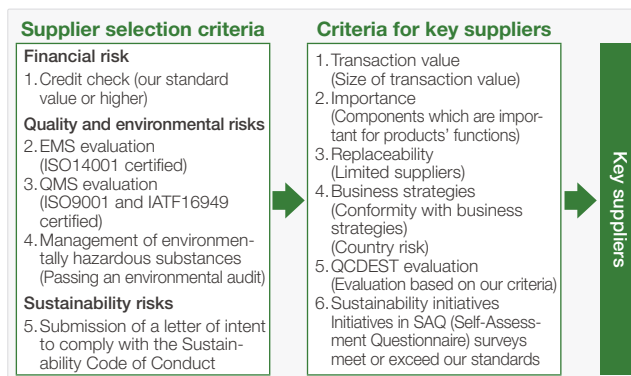 Supplier selection criteria
Financial risk
1. Credit check (our standard
value or higher)
Quality and environmental risks
2. EMS evaluation
(ISO14001 certified)
3. QMS evaluation
(ISO9001 and IATF16949
certified)
4. Management of environmen-
tally hazardous substances
(Passing an environmental audit)
Sustainability risks
5. Submission of a letter of intent
to comply with the Sustain-
ability Code of Conduct
Criteria for key suppliers
1. Transaction value
(Size of transaction value)
2. Importance
(Components which are impor-
tant for products' functions)
3. Replaceability
(Limited suppliers)
4. Business strategies
(Conformity with business
strategies)
(Country risk)
5. QCDEST evaluation
(Evaluation based on our criteria)
6. Sustainability initiatives
Initiatives in SAQ (Self-Assess-
ment Questionnaire) surveys
meet or exceed our standards
Key suppliers